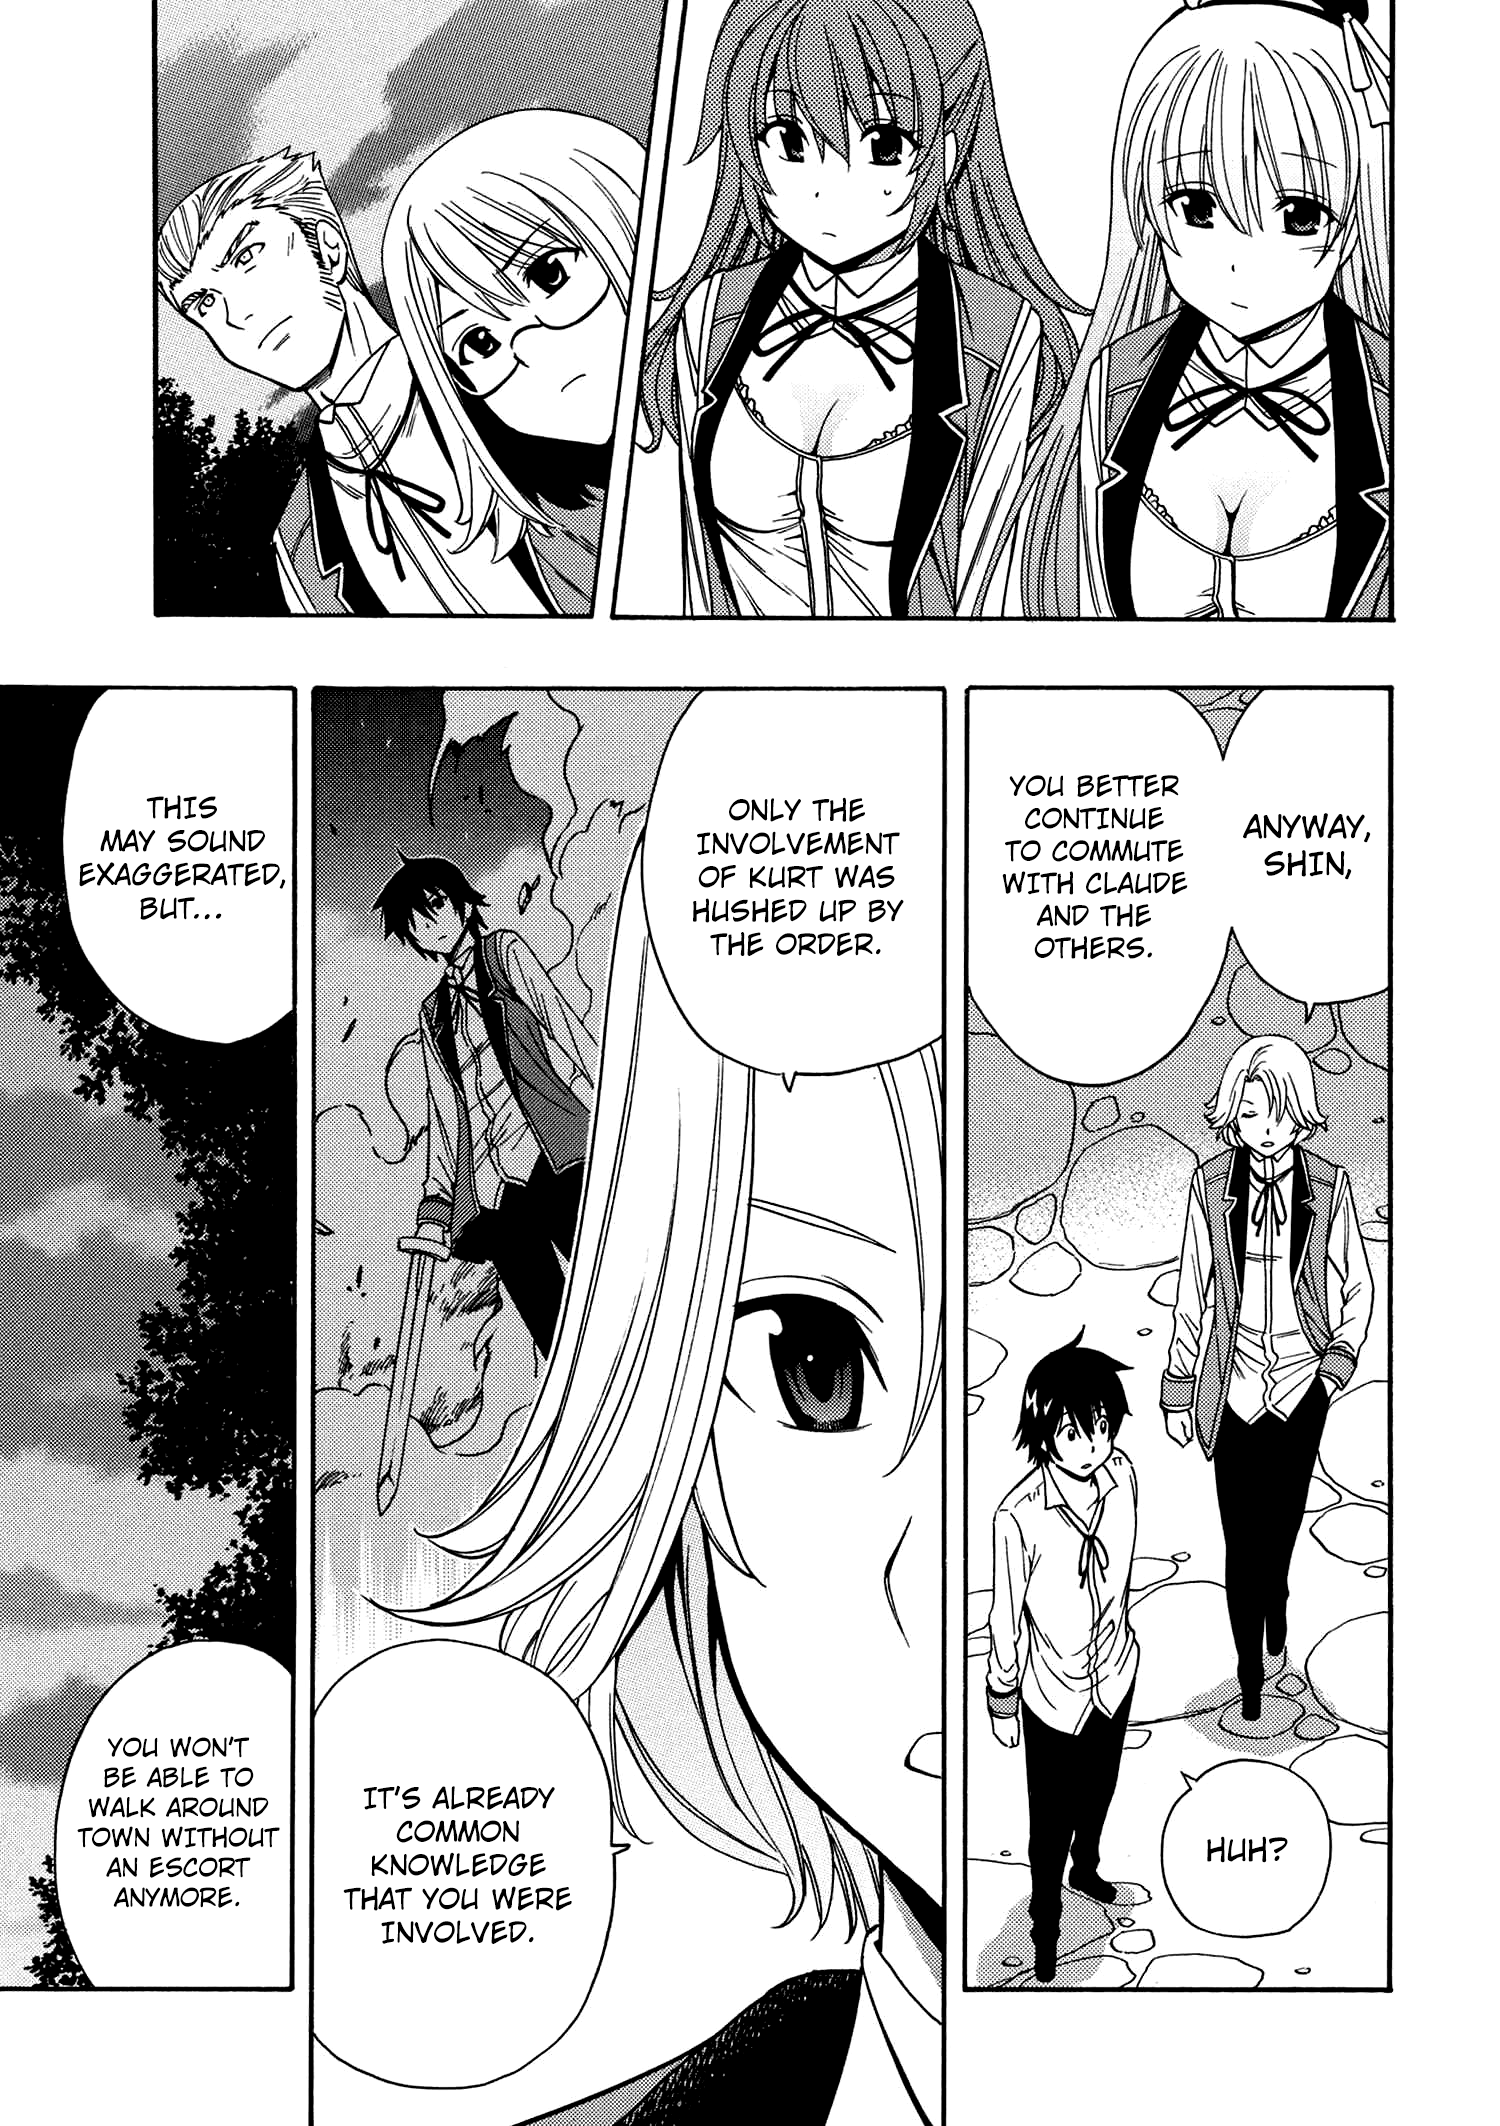 ANYWAY,
SHIN,
YOU BETTER
CONTINUE
TO COMMUTE
WITH CLAUDE
AND THE
OTHERS.
HUH?
ONLY THE
INVOLVEMENT
OF KURT WAS
HUSHED UP BY
THE ORDER.
IT'S ALREADY
COMMON
KNOWLEDGE
THAT YOU WERE
INVOLVED.
THIS
MAY SOUND
EXAGGERATED,
BUT...
YOU WON'T
BE ABLE TO
WALK AROUND
TOWN WITHOUT
AN ESCORT
ANYMORE.